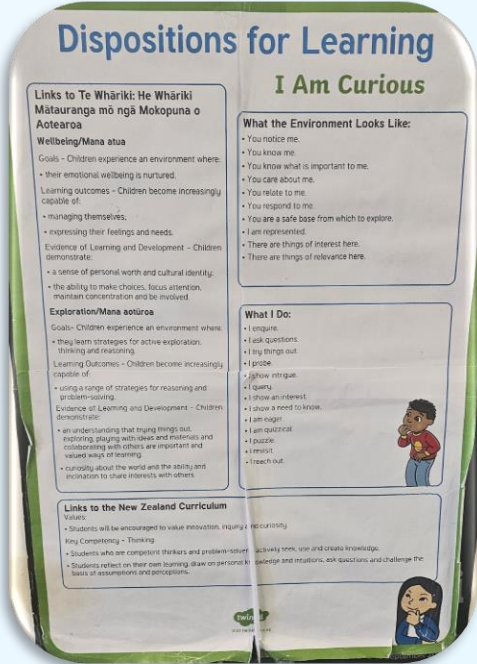 Dispositions for Learning
I Am Curious
Links to Te Whāriki: He Whāriki
Mātauranga mō ngā Mokopuna o
Aotearoa
Wellbeing/Mana atua
Goals - Children experience an environment where:
• their emotional wellbeing is nurtured.
Learning outcomes - Children become increasingly
capable of:
• managing themselves.
• expressing their feelings and needs.
Evidence of Learning and Development - Children
demonstrate:
• a sense of personal worth and cultural identity.
• the ability to make choices, focus attention,
maintain concentration and be involved.
Exploration/Mana aotūroa
Goals- Children experience an environment where:
• they learn strategies for active exploration,
thinking and reasoning.
Learning Outcomes - Children become increasingly
capable of:
• using a range of strategies for reasoning and
problem-solving.
Evidence of Learning and Development - Children
demonstrate:
• an understanding that trying things out,
exploring, playing with ideas and materials and
collaborating with others are important and
valued ways of learning.
• curiosity about the world and the ability and
inclination to share interests with others.
What the Environment Looks Like:
• You notice me.
• You know me.
• You know what is important to me.
• You care about me.
• You relate to me.
• You respond to me.
• You are a safe base from which to explore.
• I am represented.
• There are things of interest here.
• There are things of relevance here.
What I Do:
• I enquire.
• I ask questions.
• I try things out.
• I probe.
• I show intrigue.
• I query.
• I show an interest.
• I show a need to know.
• I am eager.
• I am quizzical.
• I puzzle.
• I revisit.
• I reach out.
Links to the New Zealand Curriculum
Values:
• Students will be encouraged to value innovation, inquiry and curiosity.
Key Competency - Thinking.
• Students who are competent thinkers and problem-solvers actively seek, use and create knowledge.
• Students reflect on their own learning, draw on personal knowledge and intuitions, ask questions and challenge the
basis of assumptions and perceptions.
twinkl